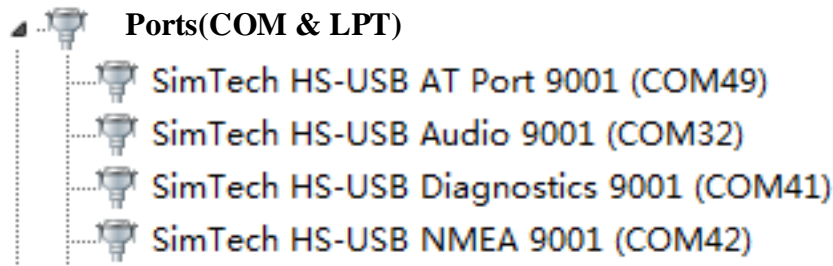 Ports(COM & LPT)
SimTech HS-USB AT Port 9001 (COM49)
SimTech HS-USB Audio 9001 (COM32)
SimTech HS-USB Diagnostics 9001 (COM41)
SimTech HS-USB NMEA 9001 (COM42)